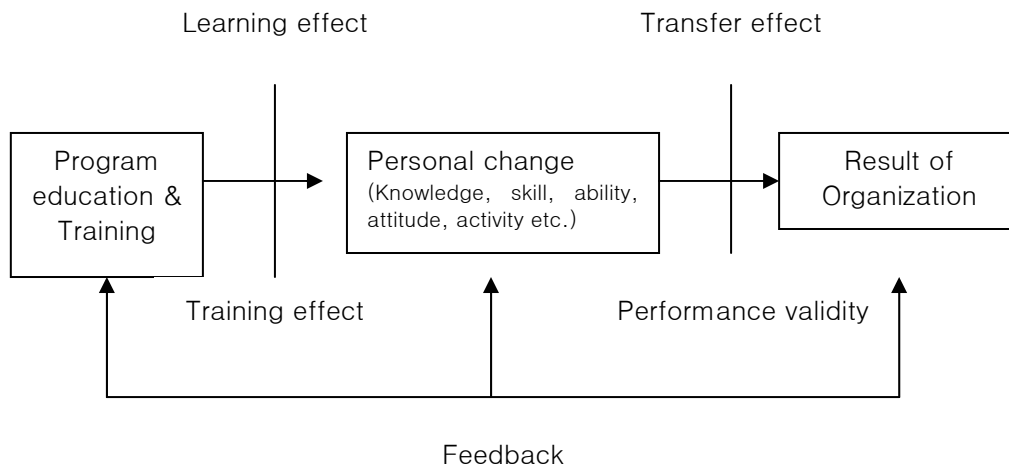 Learning effect
Transfer effect
Program
education &
Training
Personal change
(Knowledge, skill, ability,
attitude, activity etc.)
Result of
Organization
Training effect
Performance validity
Feedback